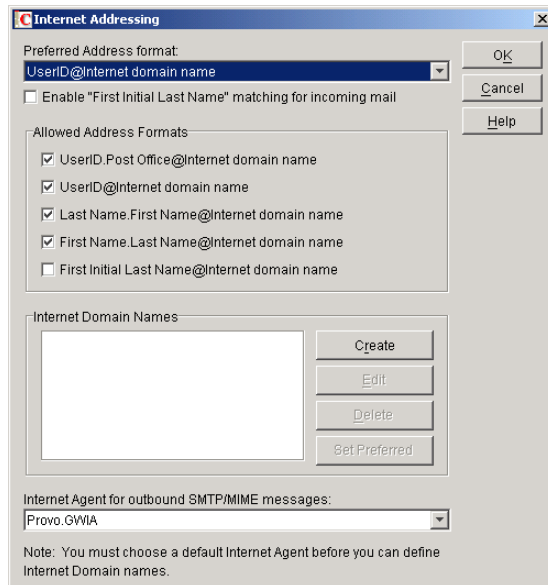 Internet Addressing
Preferred Address format:
UserID@Internet domain name
Enable "First Initial Last Name" matching for incoming mail
OK
Cancel
Help
Allowed Address Formats
UserID.Post Office@Internet domain name
UserID@Internet domain name
Last Name.First Name@Internet domain name
First Name.Last Name@Internet domain name
First Initial Last Name@Internet domain name
Internet Domain Names
Create
Edit
Delete
Set Preferred
Internet Agent for outbound SMTP/MIME messages:
Provo.GWIA
Note: You must choose a default Internet Agent before you can define
Internet Domain names.